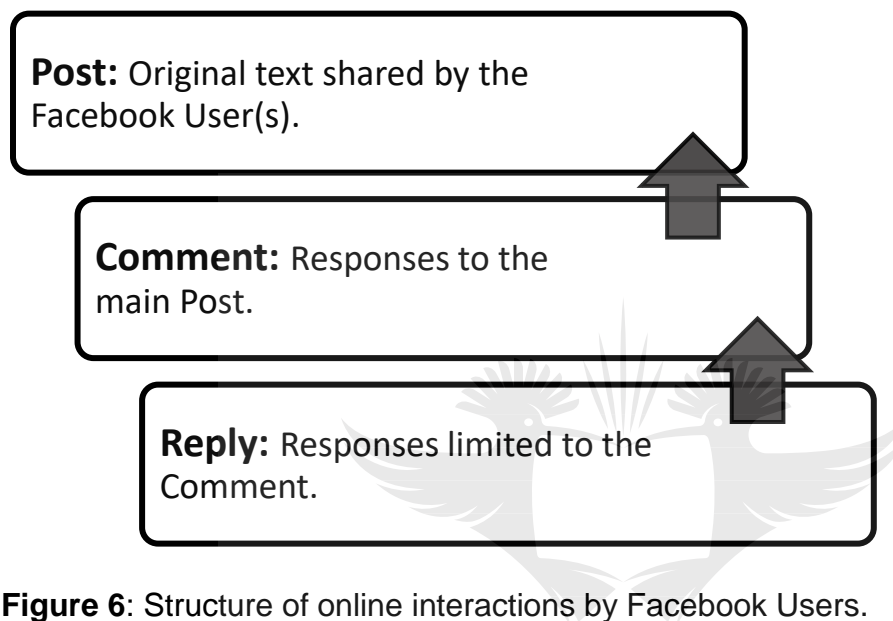 Post: Original text shared by the
Facebook User(s).
Comment: Responses to the
main Post.
Reply: Responses limited to the
Comment.
Figure 6: Structure of online interactions by Facebook Users.